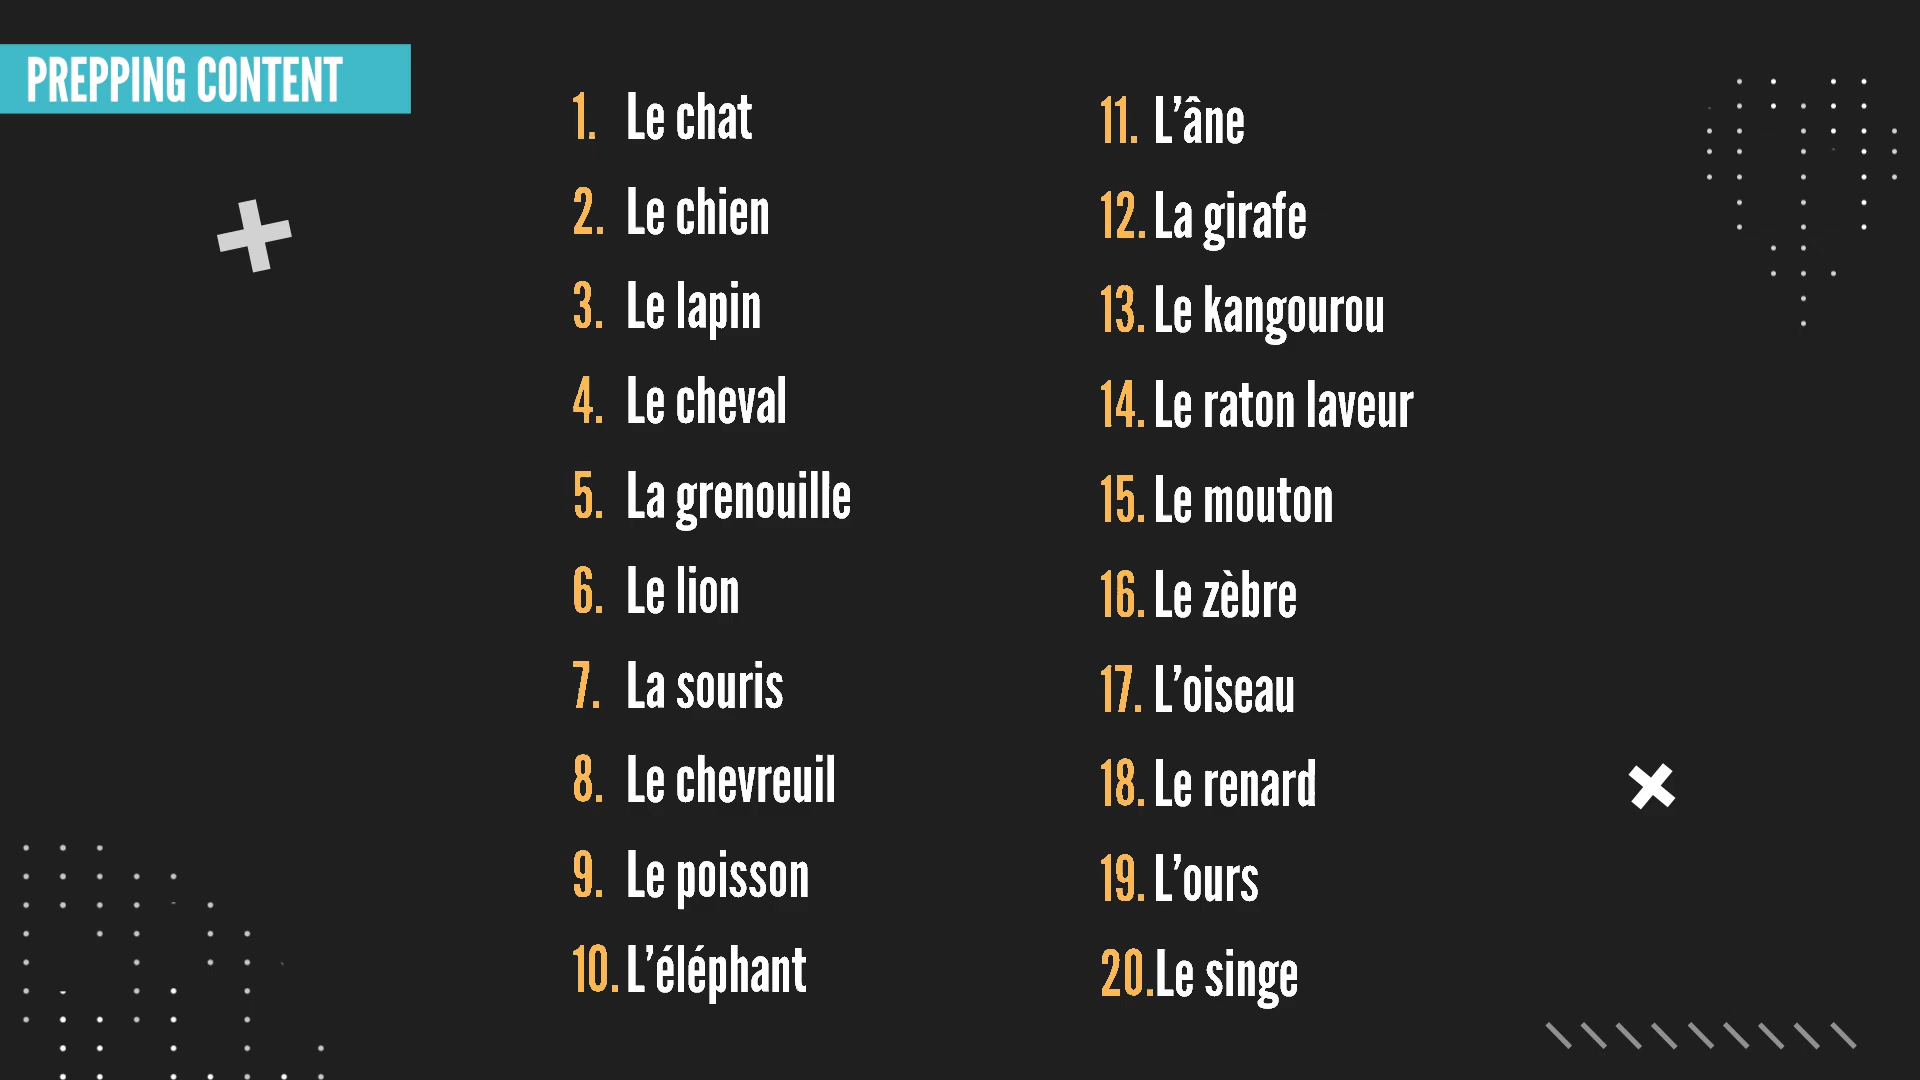 PREPPING CONTENT
1. Le chat
2. Le chien
3. Le lapin
4. Le cheval
5. La grenouille
6. Le lion
7. La souris
8. Le chevreuil
9. Le poisson
10. L’éléphant
11. L’âne
12. La girafe
13. Le kangourou
14. Le raton laveur
15. Le mouton
16. Le zèbre
17. L’oiseau
18. Le renard
19. L’ours
20. Le singe